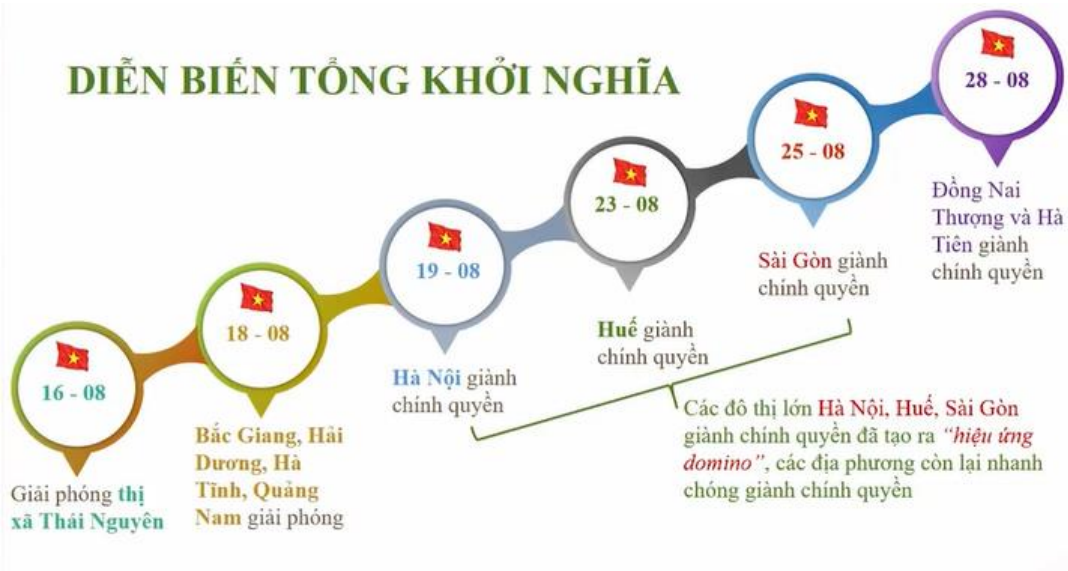 DIỄN BIẾN TỔNG KHỞI NGHĨA
16 - 08
Giải phóng thị
xã Thái Nguyên
18 - 08
Bắc Giang, Hải
Dương, Hà
Tĩnh, Quảng
Nam giải phóng
19 - 08
Hà Nội giành
chính quyền
23 - 08
Huế giành
chính quyền
25 - 08
Sài Gòn giành
chính quyền
28 - 08
Đồng Nai
Thượng và Hà
Tiên giành
chính quyền
Các đô thị lớn Hà Nội, Huế, Sài Gòn
giành chính quyền đã tạo ra “hiệu ứng
domino”, các địa phương còn lại nhanh
chóng giành chính quyền